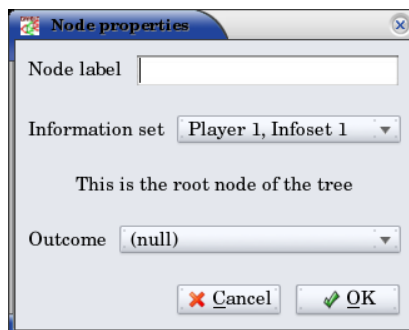 Node properties
Node label
Information set Player 1, Infoset 1
This is the root node of the tree
Outcome (null)
Cancel OK